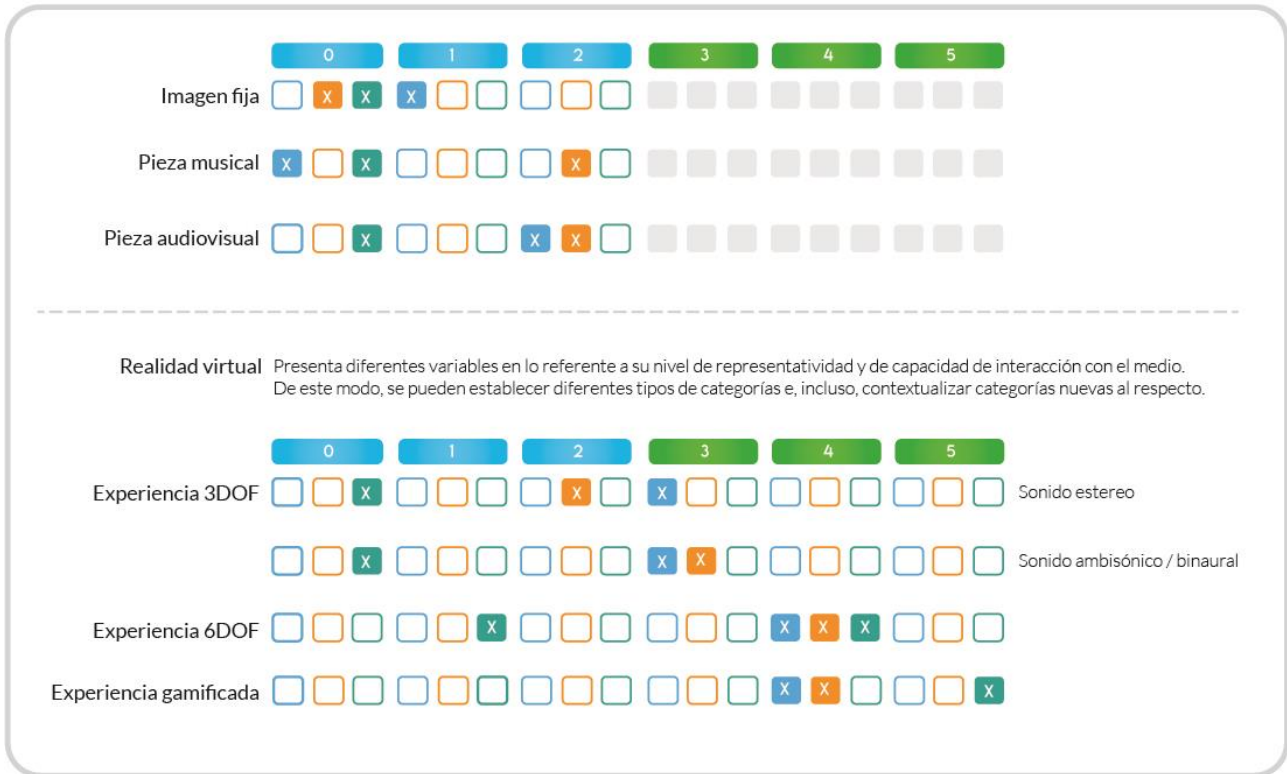 0 1 2 3 4 5
Imagen fija X X X
Pieza musical X X X
Pieza audiovisual X X X
Realidad virtual Presenta diferentes variables en lo referente a su nivel de representatividad y de capacidad de interacción con el medio.
De este modo, se pueden establecer diferentes tipos de categorías e, incluso, contextualizar categorías nuevas al respecto.
0 1 2 3 4 5
Experiencia 3DOF X X X Sonido estereo
X X X Sonido ambisónico / binaural
Experiencia 6DOF X X X X
Experiencia gamificada X X X